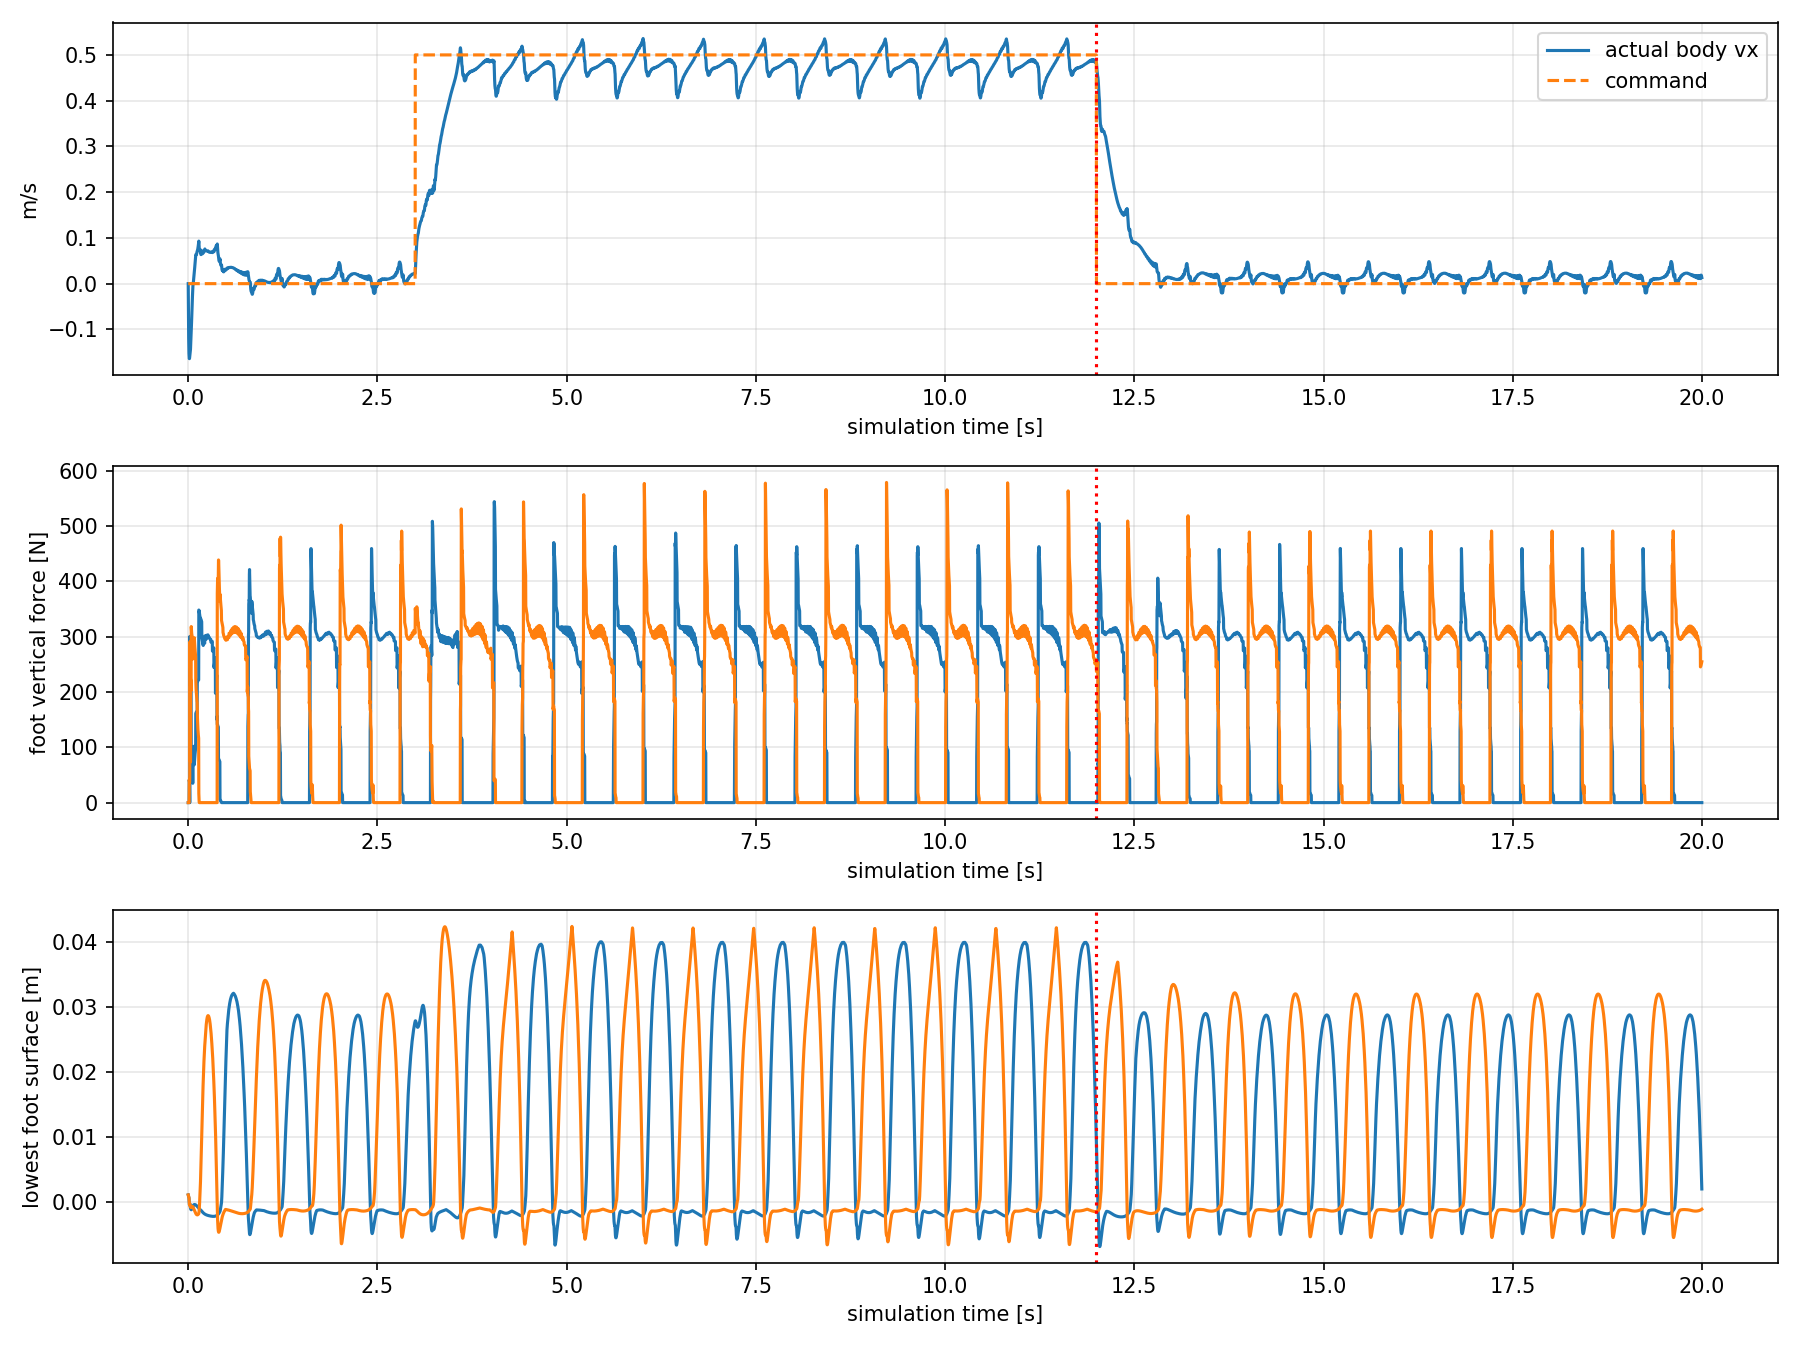 0.5
0.4
0.3
0.2
0.1
0.0
−0.1
m/s
actual body vx
command
0.0 2.5 5.0 7.5 10.0 12.5 15.0 17.5 20.0
simulation time [s]
600
500
400
300
200
100
0
foot vertical force [N]
0.0 2.5 5.0 7.5 10.0 12.5 15.0 17.5 20.0
simulation time [s]
0.04
0.03
0.02
0.01
0.00
lowest foot surface [m]
0.0 2.5 5.0 7.5 10.0 12.5 15.0 17.5 20.0
simulation time [s]